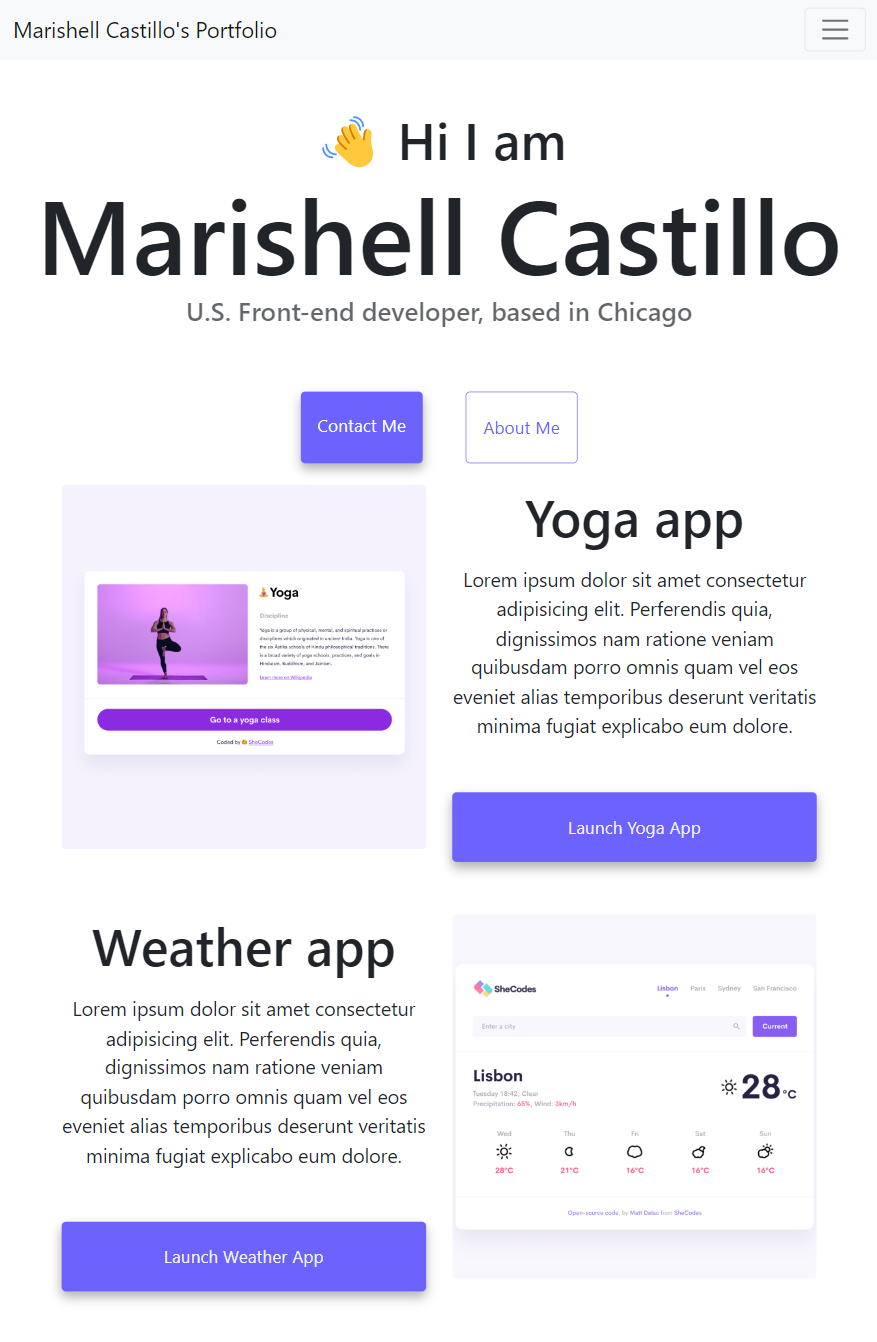 Marishell Castillo's Portfolio
👋 Hi I am
Marishell Castillo
U.S. Front-end developer, based in Chicago
Contact Me
About Me
Yoga
Discipline
Yoga is a group of physical, mental, and spiritual practices or
disciplines which originated in ancient India. Yoga is one of
the six Āstika schools of Hindu philosophical traditions. There
is a broad variety of yoga schools, practices, and goals in
Hinduism, Buddhism, and Jainism.
Learn more on Wikipedia
Go to a yoga class
Coded by SheCodes
Yoga app
Lorem ipsum dolor sit amet consectetur
adipisicing elit. Perferendis quia,
dignissimos nam ratione veniam
quibusdam porro omnis quam vel eos
eveniet alias temporibus deserunt veritatis
minima fugiat explicabo eum dolore.
Launch Yoga App
Weather app
Lorem ipsum dolor sit amet consectetur
adipisicing elit. Perferendis quia,
dignissimos nam ratione veniam
quibusdam porro omnis quam vel eos
eveniet alias temporibus deserunt veritatis
minima fugiat explicabo eum dolore.
Launch Weather App
SheCodes
Lisbon Paris Sydney San Francisco
Enter a city
Current
Lisbon
Tuesday 18:42, Clear
Precipitation: 68%, Wind: 3km/h
28°C
Wed Thu Fri Sat Sun
28°C 21°C 16°C 16°C 16°C
Open-source code, by Matt Delac from SheCodes